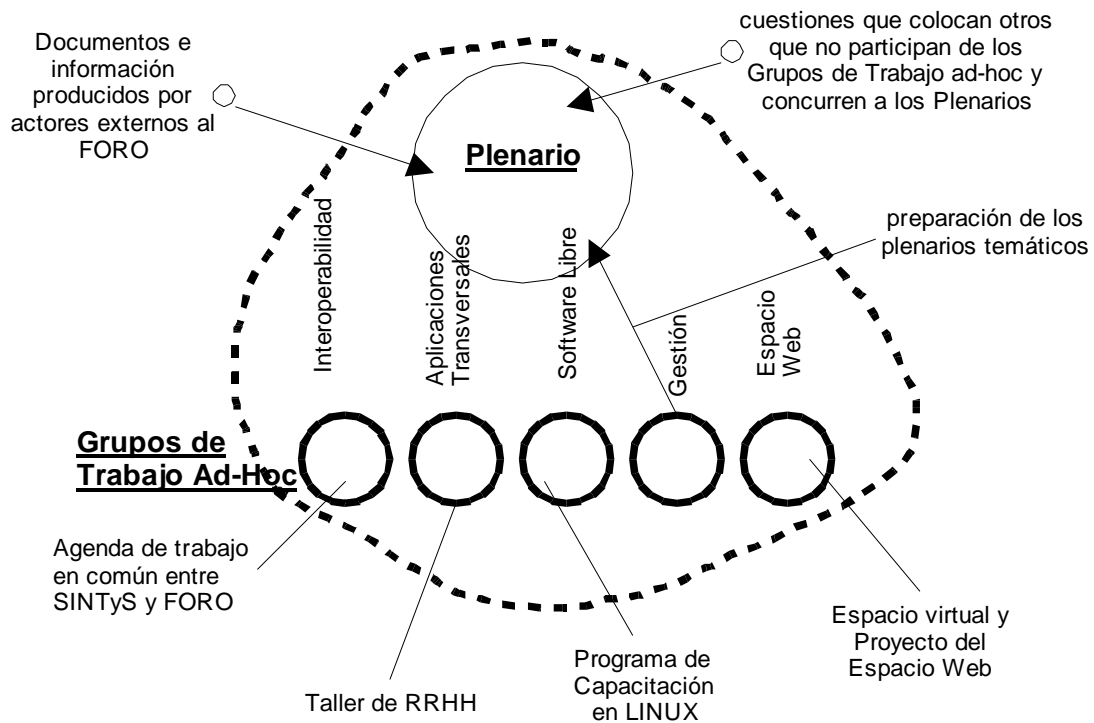 Documentos e
información
producidos por
actores externos al
FORO
cuestiones que colocan otros
que no participan de los
Grupos de Trabajo ad-hoc y
concurren a los Plenarios
Plenario
preparación de los
plenarios temáticos
Interoperabilidad
Aplicaciones
Transversales
Software Libre
Gestión
Espacio
Web
Grupos de
Trabajo Ad-Hoc
Agenda de trabajo
en común entre
SINTyS y FORO
Taller de RRHH
Programa de
Capacitación
en LINUX
Espacio virtual y
Proyecto del
Espacio Web